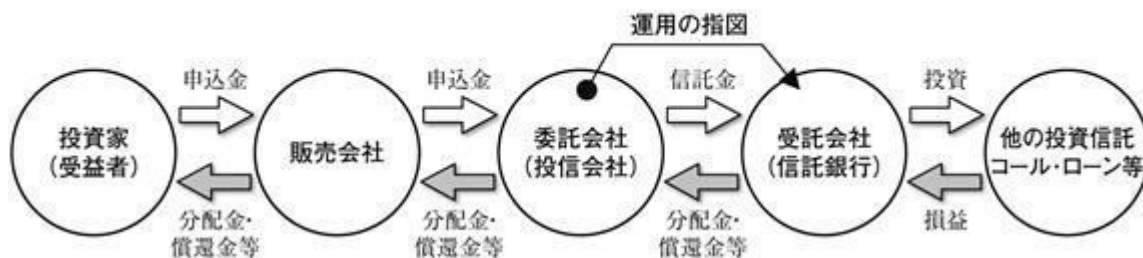 運用の指図
申込金
申込金
信託金
投資
投資家
(受益者)
販売会社
委託会社
(投信会社)
受託会社
(信託銀行)
他の投資信託
コール・ローン等
分配金・
償還金等
分配金・
償還金等
分配金・
償還金等
損益